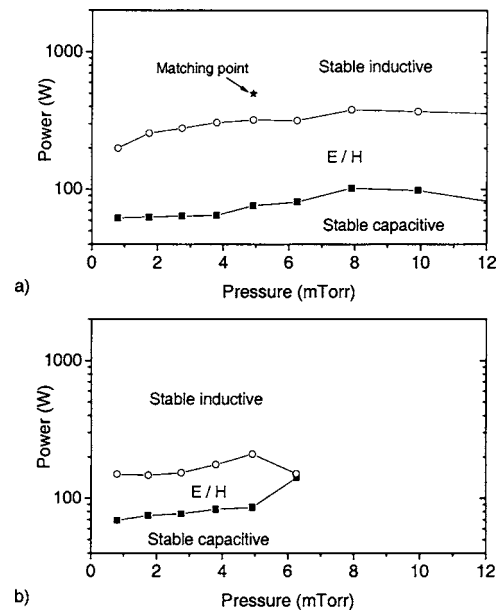 1000
Stable inductive
Matching point
Power (W)
E / H
100
Stable capacitive
0 2 4 6 8 10 12
a)
Pressure (mTorr)
1000
Stable inductive
Power (W)
E / H
100
Stable capacitive
0 2 4 6 8 10 12
b)
Pressure (mTorr)